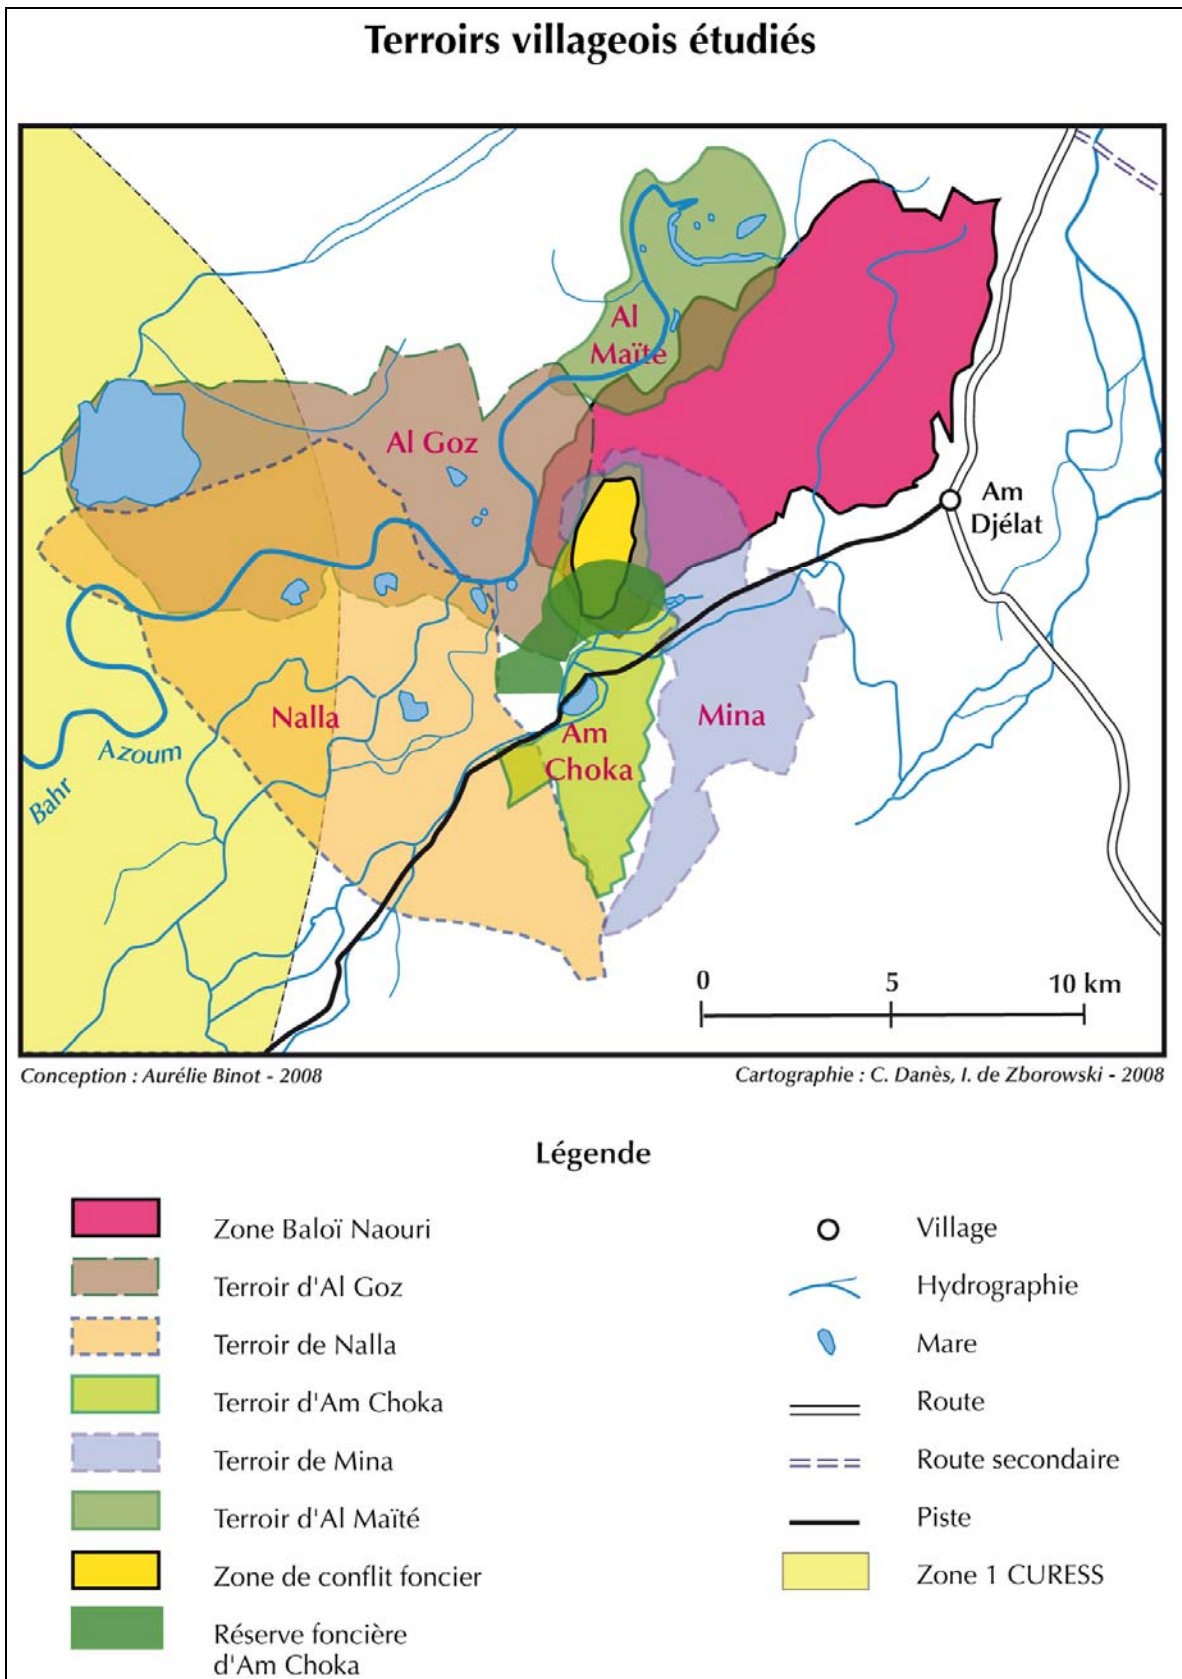 Terroirs villageois étudiés
Al
Maïte
Al Goz
Am
Djélat
Nalla
Mina
Am
Choka
Azoum
Bahr
0 5 10 km
Conception : Aurélie Binot - 2008
Cartographie : C. Danès, I. de Zborowski - 2008
Légende
Zone Baloï Naouri
Terroir d'Al Goz
Terroir de Nalla
Terroir d'Am Choka
Terroir de Mina
Terroir d'Al Maïté
Zone de conflit foncier
Réserve foncière
d'Am Choka
Village
Hydrographie
Mare
Route
Route secondaire
Piste
Zone 1 CURESS